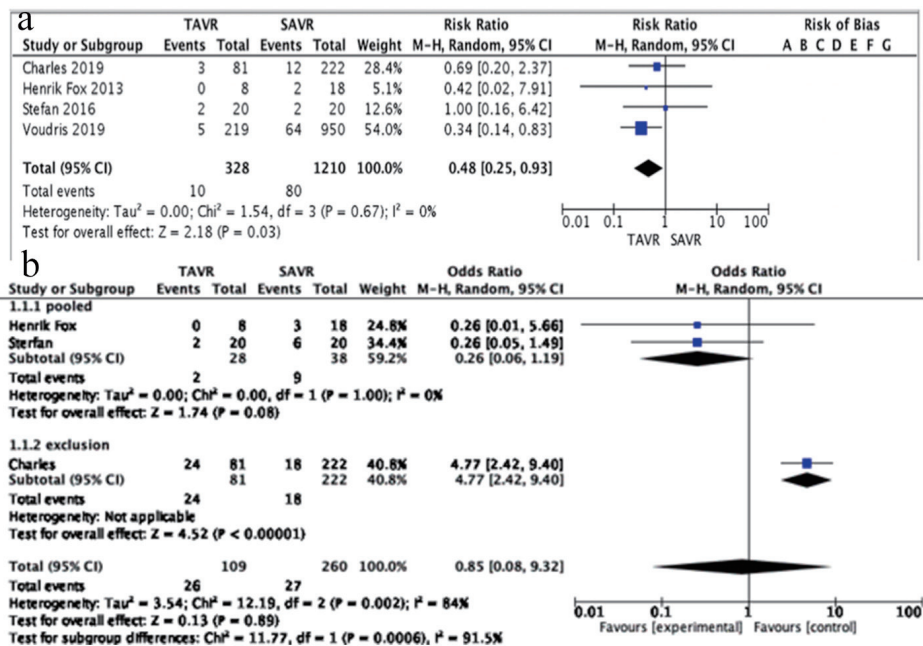 a
TAVR SAVR Risk Ratio Risk Ratio Risk of Bias
Study or Subgroup Events Total Events Total Weight M-H, Random, 95% CI M-H, Random, 95% CI A B C D E F G
Charles 2019 3 81 12 222 28.4% 0.69 [0.20, 2.37]
Henrik Fox 2013 0 8 2 18 5.1% 0.42 [0.02, 7.91]
Stefan 2016 2 20 2 20 12.6% 1.00 [0.16, 6.42]
Voudris 2019 5 219 64 950 54.0% 0.34 [0.14, 0.83]
Total (95% CI) 328 1210 100.0% 0.48 [0.25, 0.93]
Total events 10 80
Heterogeneity: Tau² = 0.00; Chi² = 1.54, df = 3 (P = 0.67); I² = 0%
Test for overall effect: Z = 2.18 (P = 0.03)
0.01 0.1 1 10 100
TAVR SAVR
b
TAVR SAVR Odds Ratio Odds Ratio
Study or Subgroup Events Total Events Total Weight M-H, Random, 95% CI M-H, Random, 95% CI
1.1.1 pooled
Henrik Fox 0 8 3 18 24.8% 0.26 [0.01, 5.66]
Sterfan 2 20 6 20 34.4% 0.26 [0.05, 1.49]
Subtotal (95% CI) 28 38 59.2% 0.26 [0.06, 1.19]
Total events 2 9
Heterogeneity: Tau² = 0.00; Chi² = 0.00, df = 1 (P = 1.00); I² = 0%
Test for overall effect: Z = 1.74 (P = 0.08)
1.1.2 exclusion
Charles 24 81 18 222 40.8% 4.77 [2.42, 9.40]
Subtotal (95% CI) 81 222 40.8% 4.77 [2.42, 9.40]
Total events 24 18
Heterogeneity: Not applicable
Test for overall effect: Z = 4.52 (P < 0.00001)
Total (95% CI) 109 260 100.0% 0.85 [0.08, 9.32]
Total events 26 27
Heterogeneity: Tau² = 3.54; Chi² = 12.19, df = 2 (P = 0.002); I² = 84%
Test for overall effect: Z = 0.13 (P = 0.89)
Test for subgroup differences: Chi² = 11.77, df = 1 (P = 0.0006), I² = 91.5%
0.01 0.1 1 10 100
Favours [experimental] Favours [control]